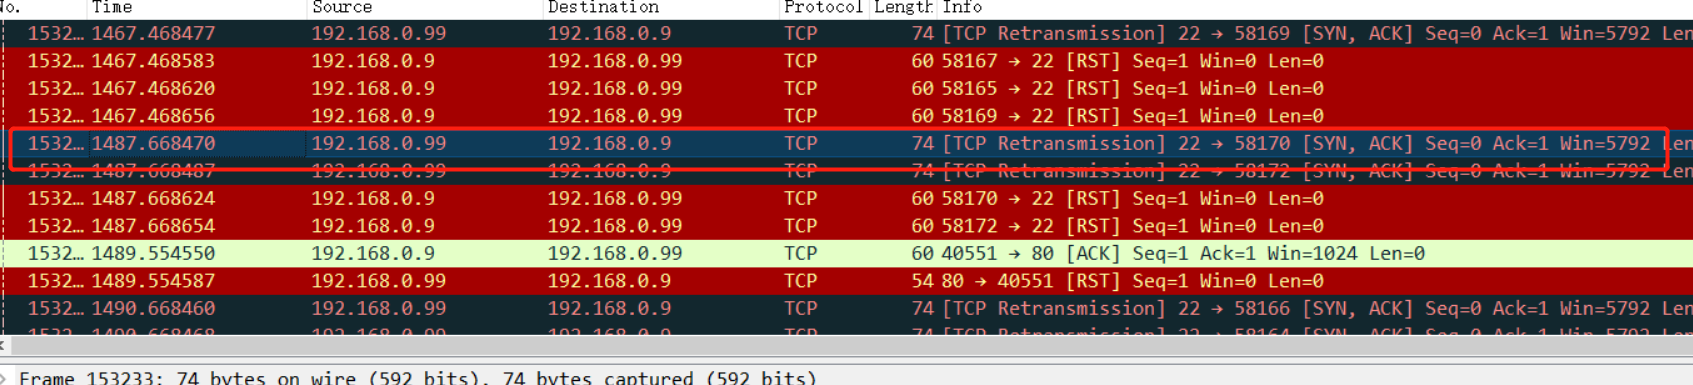 No. Time Source Destination Protocol Length Info
1532… 1467.468477 192.168.0.99 192.168.0.9 TCP 74 [TCP Retransmission] 22 → 58169 [SYN, ACK] Seq=0 Ack=1 Win=5792 Len
1532… 1467.468583 192.168.0.9 192.168.0.99 TCP 60 58167 → 22 [RST] Seq=1 Win=0 Len=0
1532… 1467.468620 192.168.0.9 192.168.0.99 TCP 60 58165 → 22 [RST] Seq=1 Win=0 Len=0
1532… 1467.468656 192.168.0.9 192.168.0.99 TCP 60 58169 → 22 [RST] Seq=1 Win=0 Len=0
1532… 1487.668470 192.168.0.99 192.168.0.9 TCP 74 [TCP Retransmission] 22 → 58170 [SYN, ACK] Seq=0 Ack=1 Win=5792 Len
1532… 1487.668487 192.168.0.99 192.168.0.9 TCP 74 [TCP Retransmission] 22 → 58172 [SYN, ACK] Seq=0 Ack=1 Win=5792 Len
1532… 1487.668624 192.168.0.9 192.168.0.99 TCP 60 58170 → 22 [RST] Seq=1 Win=0 Len=0
1532… 1487.668654 192.168.0.9 192.168.0.99 TCP 60 58172 → 22 [RST] Seq=1 Win=0 Len=0
1532… 1489.554550 192.168.0.9 192.168.0.99 TCP 60 40551 → 80 [ACK] Seq=1 Ack=1 Win=1024 Len=0
1532… 1489.554587 192.168.0.99 192.168.0.9 TCP 54 80 → 40551 [RST] Seq=1 Win=0 Len=0
1532… 1490.668460 192.168.0.99 192.168.0.9 TCP 74 [TCP Retransmission] 22 → 58166 [SYN, ACK] Seq=0 Ack=1 Win=5792 Len
1532… 1490.668468 192.168.0.99 192.168.0.9 TCP 74 [TCP Retransmission] 22 → 58164 [SYN, ACK] Seq=0 Ack=1 Win=5792 Len
Frame 153233: 74 bytes on wire (592 bits), 74 bytes captured (592 bits)